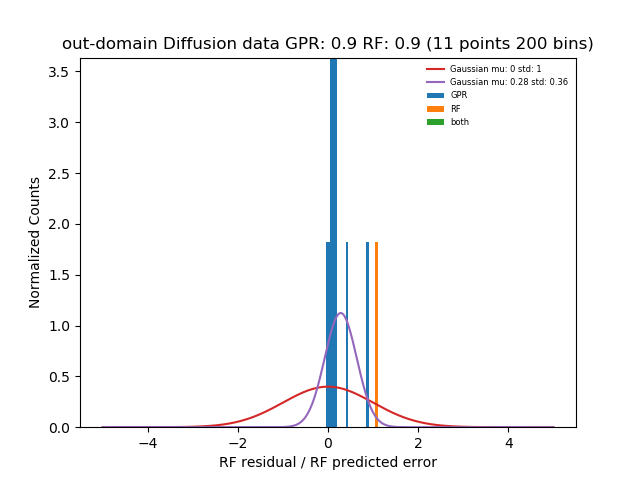 out-domain Diffusion data GPR: 0.9 RF: 0.9 (11 points 200 bins)
Gaussian mu: 0 std: 1
Gaussian mu: 0.28 std: 0.36
GPR
RF
both
Normalized Counts
3.5
3.0
2.5
2.0
1.5
1.0
0.5
0.0
−4 −2 0 2 4
RF residual / RF predicted error